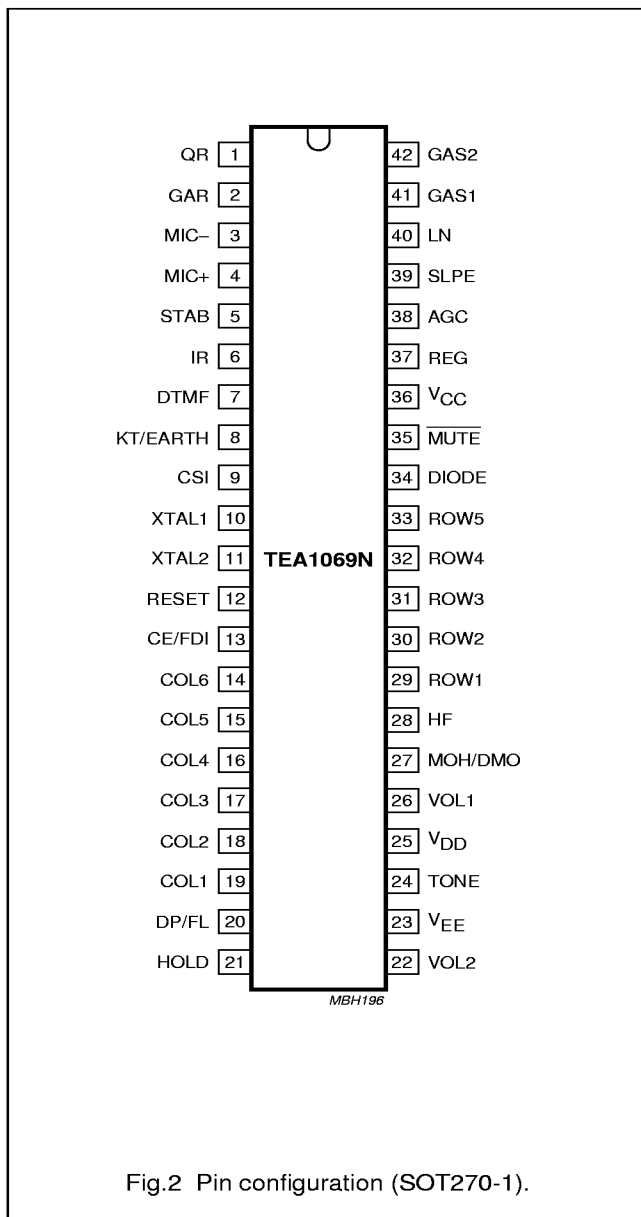 QR 1 42 GAS2
GAR 2 41 GAS1
MIC− 3 40 LN
MIC+ 4 39 SLPE
STAB 5 38 AGC
IR 6 37 REG
DTMF 7 36 VCC
KT/EARTH 8 35 MUTE
CSI 9 34 DIODE
XTAL1 10 33 ROW5
XTAL2 11 TEA1069N 32 ROW4
RESET 12 31 ROW3
CE/FDI 13 30 ROW2
COL6 14 29 ROW1
COL5 15 28 HF
COL4 16 27 MOH/DMO
COL3 17 26 VOL1
COL2 18 25 VDD
COL1 19 24 TONE
DP/FL 20 23 VEE
HOLD 21 22 VOL2
MBH196
Fig.2 Pin configuration (SOT270-1).